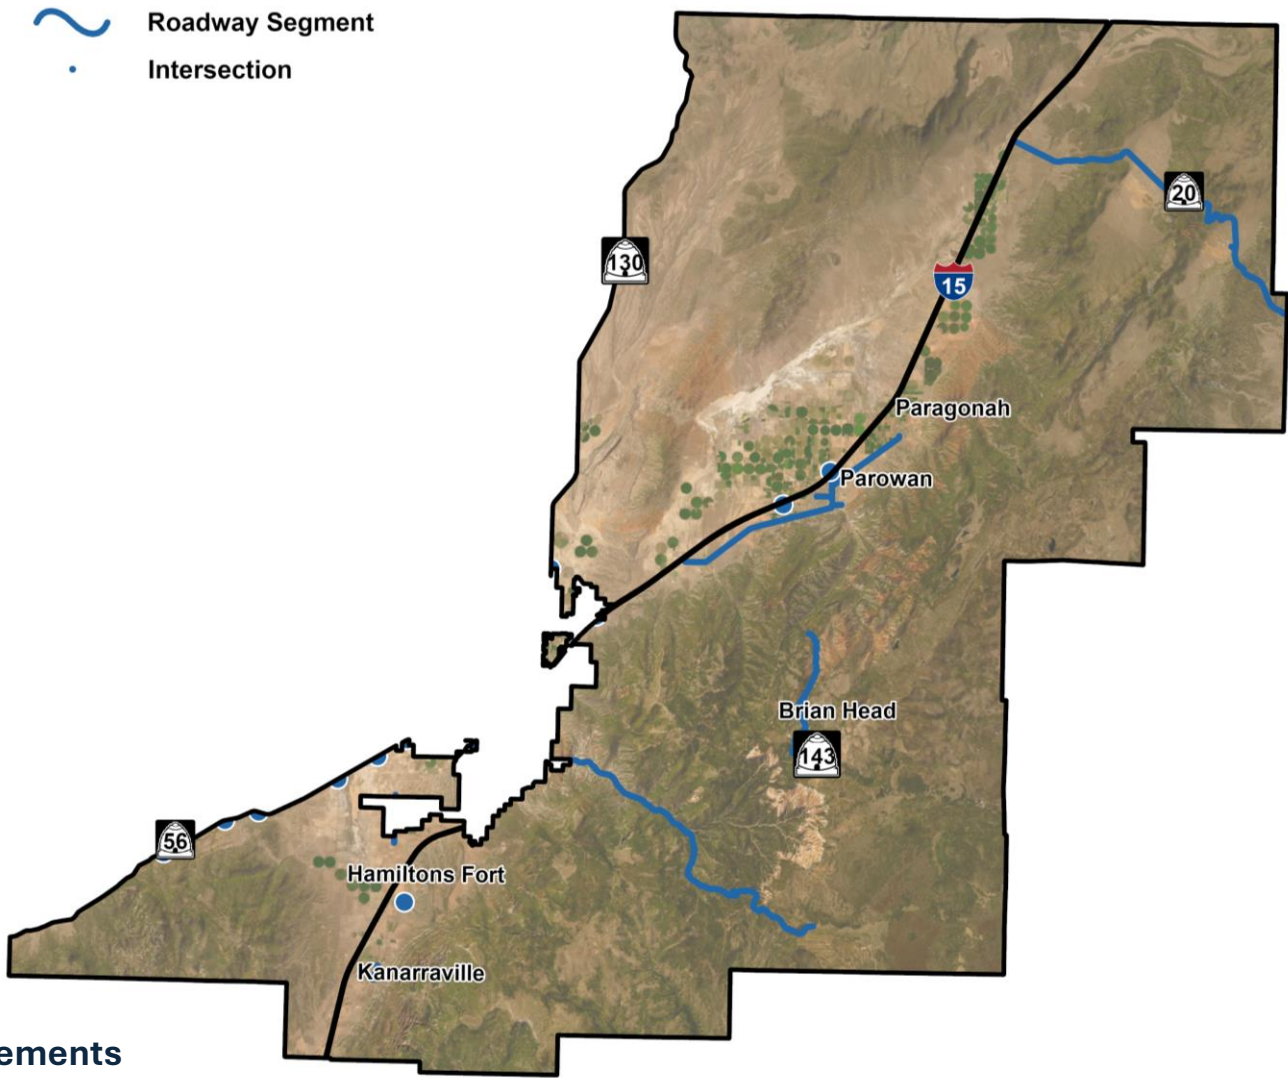 Roadway Segment
Intersection
20
130
15
Paragonah
Parowan
Brian Head
143
56
Hamiltons Fort
Kanarraville
ements